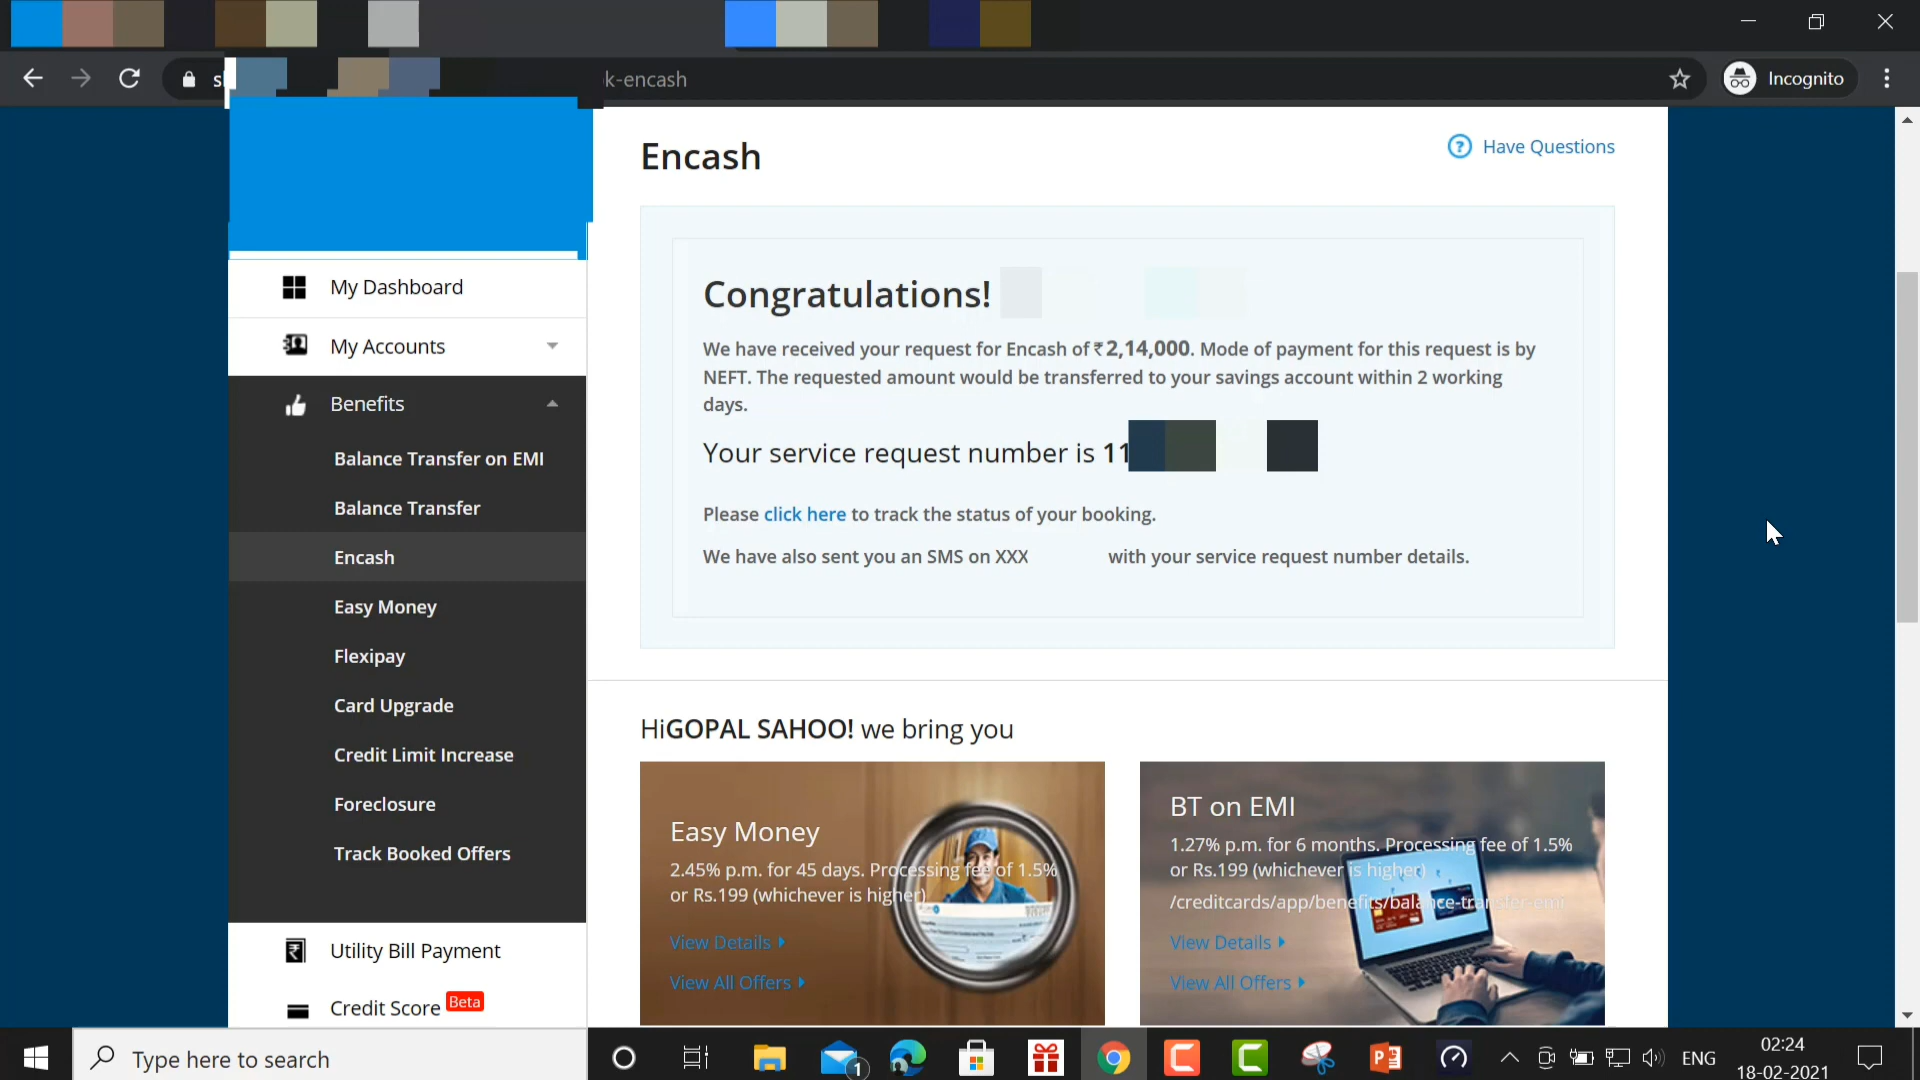 s
k-encash
Incognito
Encash
Have Questions
My Dashboard
My Accounts
Benefits
Balance Transfer on EMI
Balance Transfer
Encash
Easy Money
Flexipay
Card Upgrade
Credit Limit Increase
Foreclosure
Track Booked Offers
Utility Bill Payment
Credit Score Beta
Congratulations!
We have received your request for Encash of ₹2,14,000. Mode of payment for this request is by
NEFT. The requested amount would be transferred to your savings account within 2 working
days.
Your service request number is 11
Please click here to track the status of your booking.
We have also sent you an SMS on XXX with your service request number details.
HiGOPAL SAHOO! we bring you
Easy Money
2.45% p.m. for 45 days. Processing fee of 1.5%
or Rs.199 (whichever is higher)
View Details
View All Offers
BT on EMI
1.27% p.m. for 6 months. Processing fee of 1.5%
or Rs.199 (whichever is higher)
/creditcards/app/benefits/balance-transfer-emi
View Details
View All Offers
Type here to search
1
ENG
02:24
18-02-2021